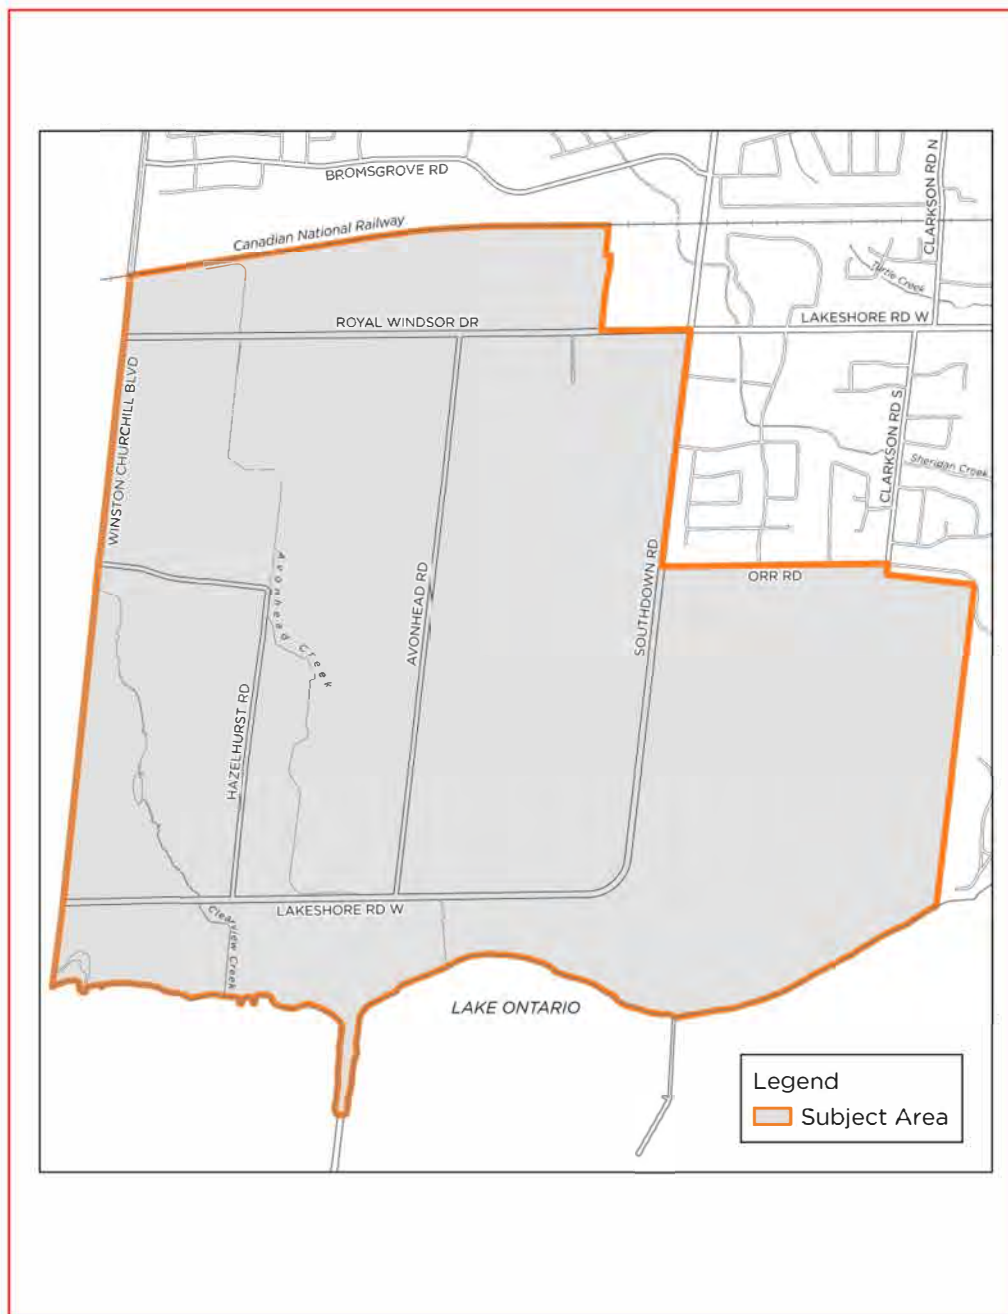 BROMSGROVE RD
CLARKSON RD N
Canadian National Railway
Turtle Creek
ROYAL WINDSOR DR
LAKESHORE RD W
WINSTON CHURCHILL BLVD
CLARKSON RD S
Sheridan Creek
Avonhead Creek
AVONHEAD RD
SOUTHDOWN RD
ORR RD
HAZELHURST RD
LAKESHORE RD W
Clearview Creek
LAKE ONTARIO
Legend
Subject Area